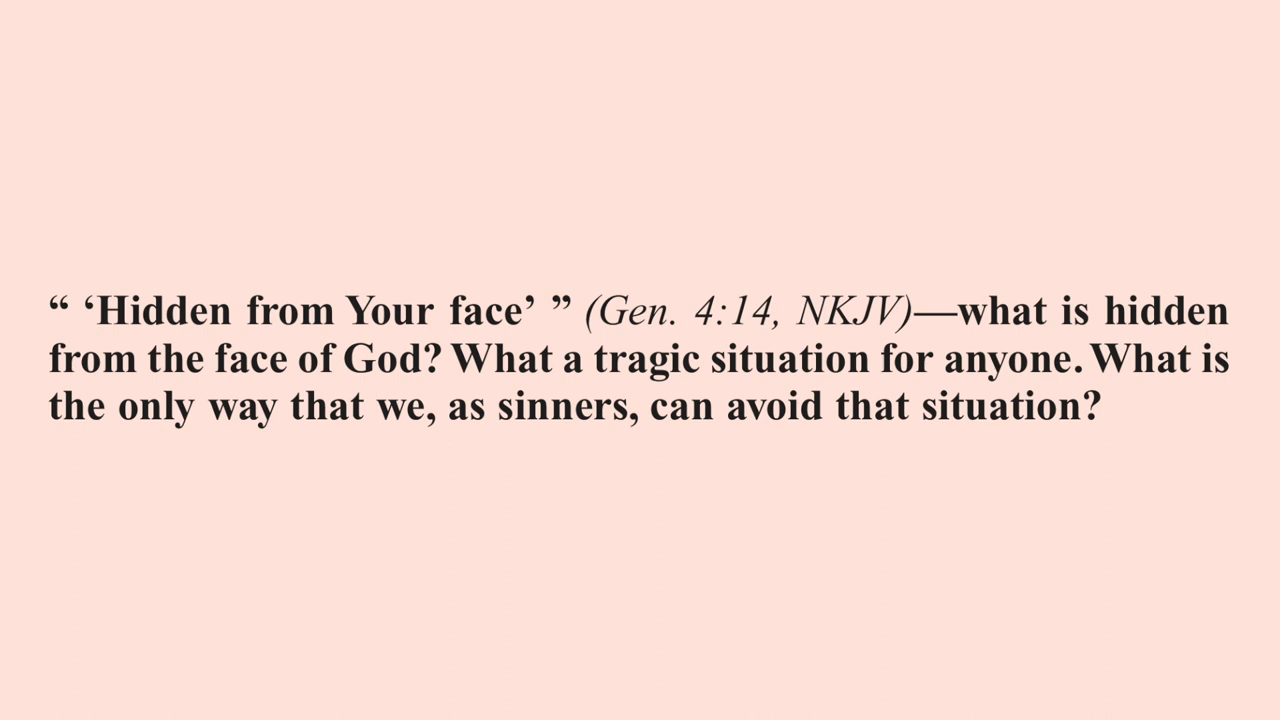 “ ‘Hidden from Your face’ ” (Gen. 4:14, NKJV)—what is hidden
from the face of God? What a tragic situation for anyone. What is
the only way that we, as sinners, can avoid that situation?